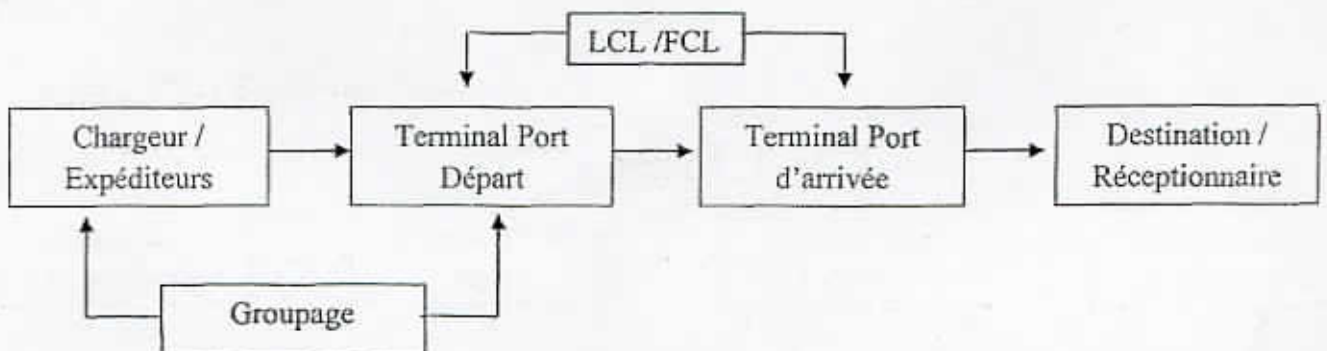 LCL /FCL
Chargeur /
Expéditeurs
Terminal Port
Départ
Terminal Port
d'arrivée
Destination /
Réceptionnaire
Groupage